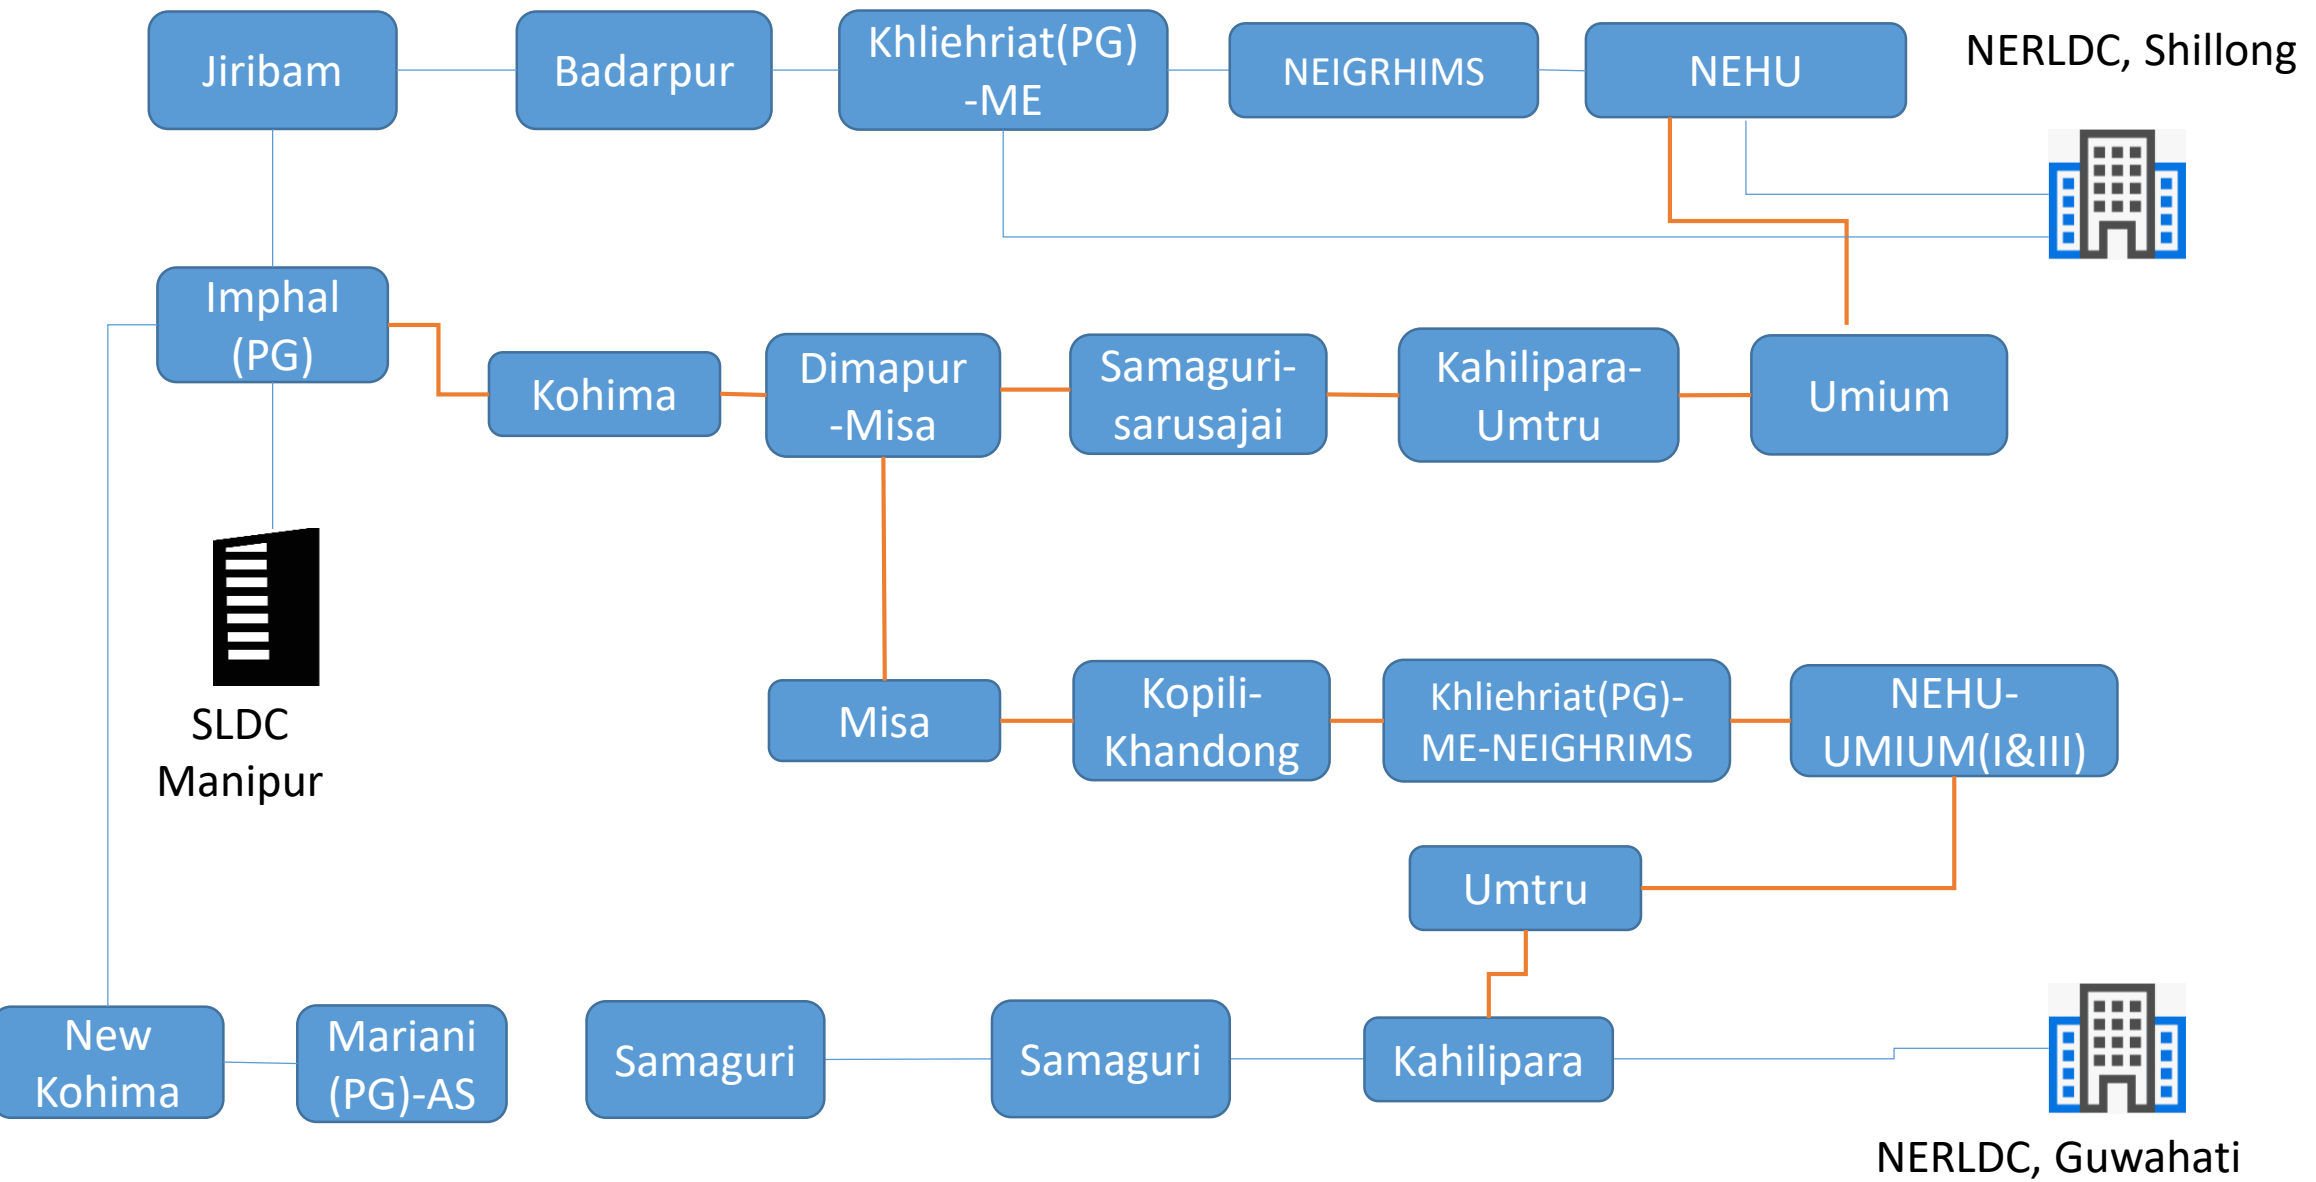 Jiribam
Badarpur
Khliehriat(PG)
-ME
NEIGRHIMS
NEHU
NERLDC, Shillong
Imphal
(PG)
Kohima
Dimapur
-Misa
Samaguri-
sarusajai
Kahilipara-
Umtru
Umium
SLDC
Manipur
Misa
Kopili-
Khandong
Khliehriat(PG)-
ME-NEIGHRIMS
NEHU-
UMIUM(I&III)
Umtru
New
Kohima
Mariani
(PG)-AS
Samaguri
Samaguri
Kahilipara
NERLDC, Guwahati